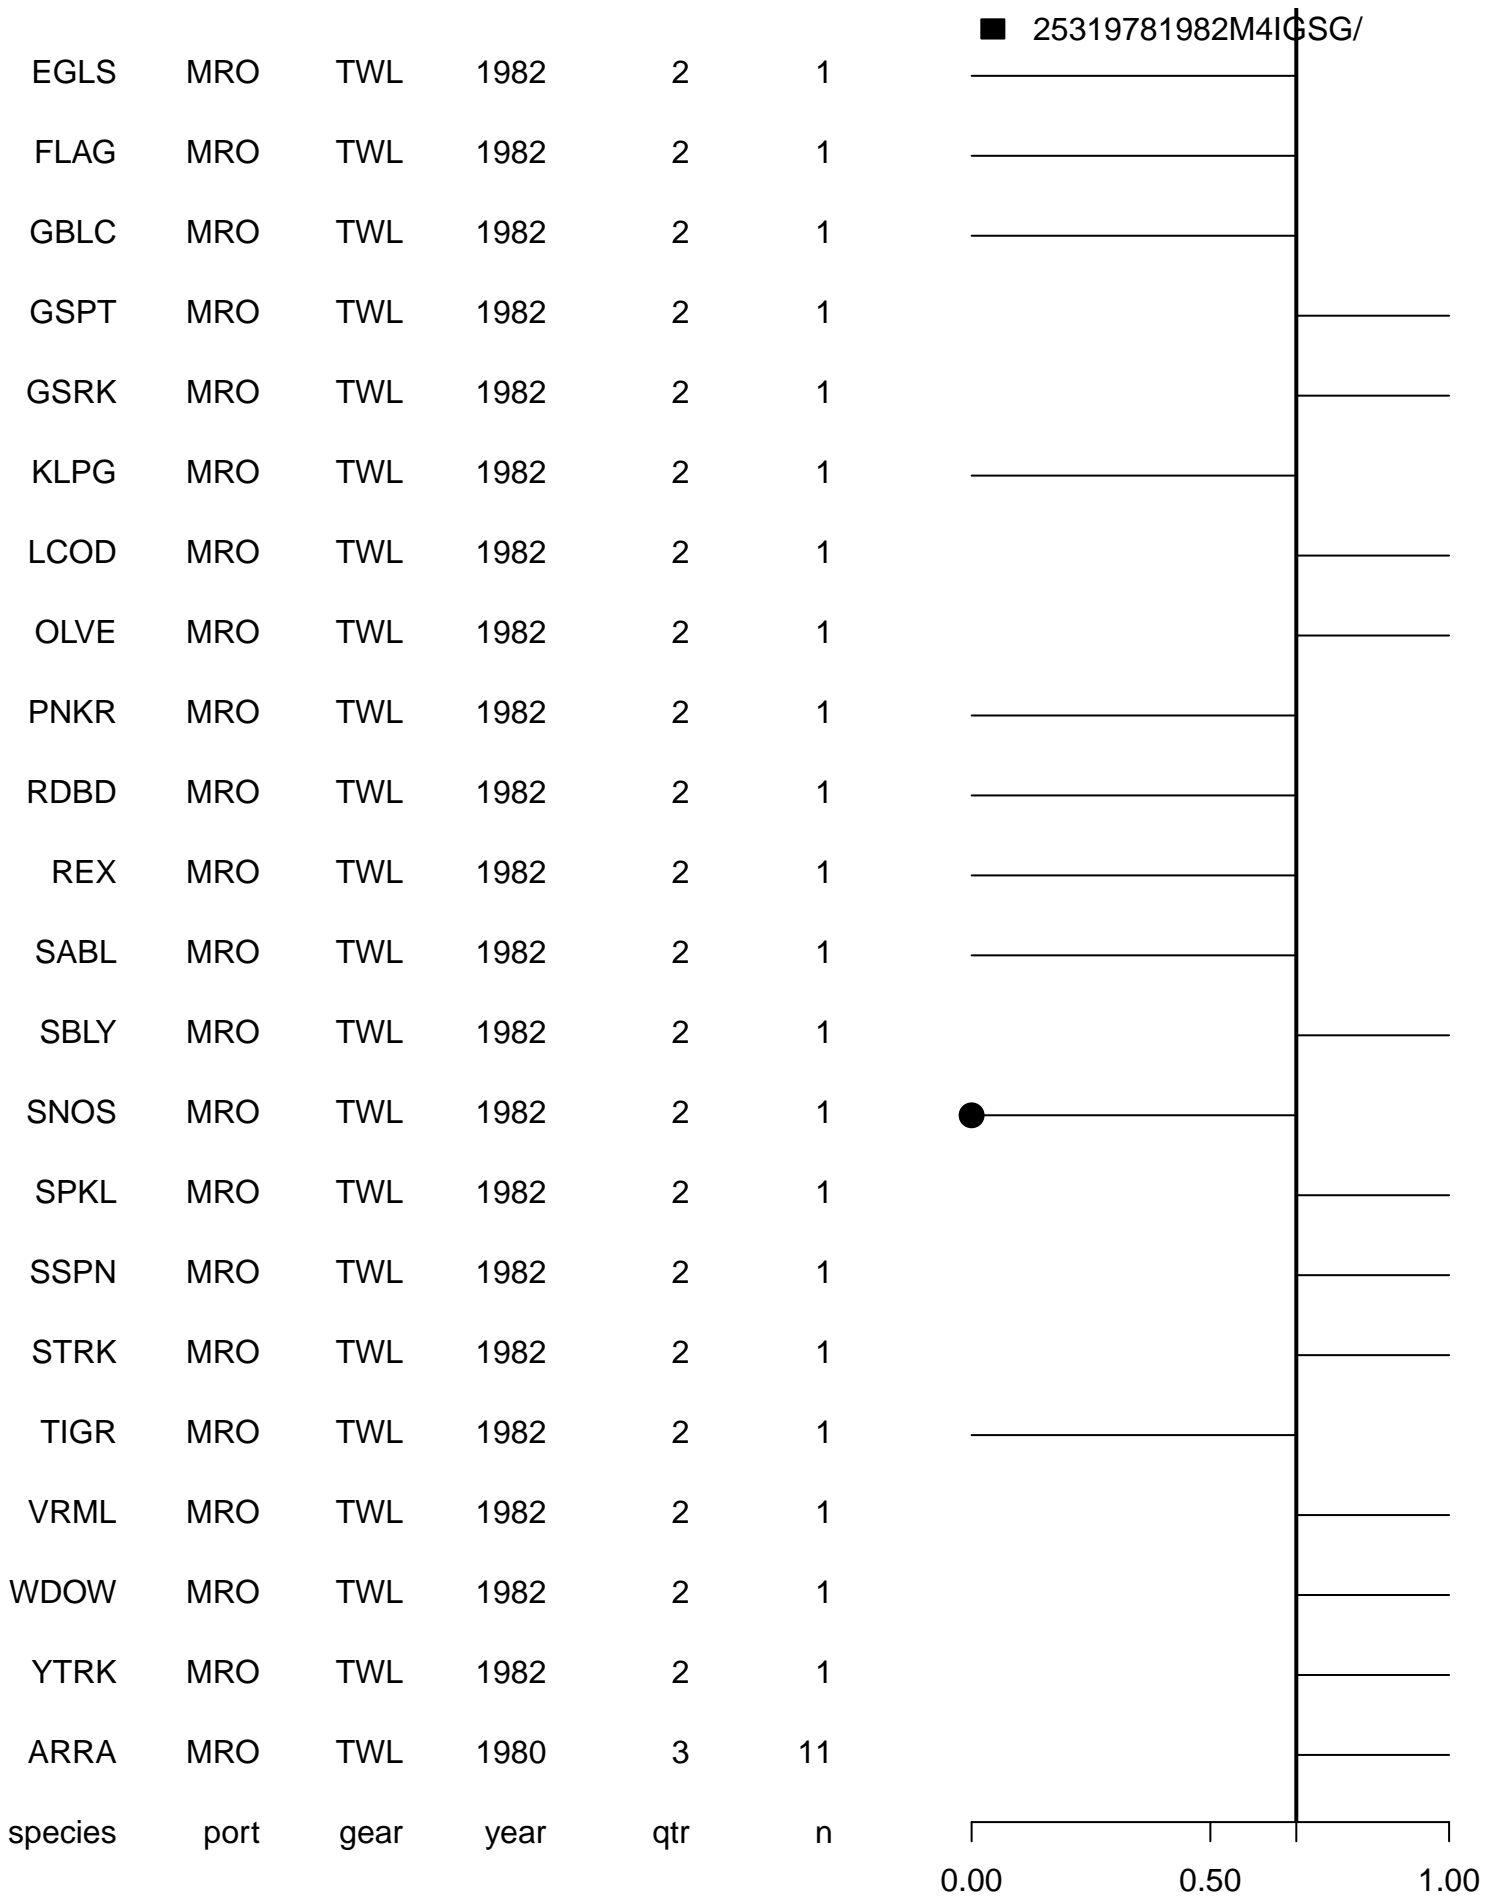 25319781982M4IGSG/
EGLS MRO TWL 1982 2 1
FLAG MRO TWL 1982 2 1
GBLC MRO TWL 1982 2 1
GSPT MRO TWL 1982 2 1
GSRK MRO TWL 1982 2 1
KLPG MRO TWL 1982 2 1
LCOD MRO TWL 1982 2 1
OLVE MRO TWL 1982 2 1
PNKR MRO TWL 1982 2 1
RDBD MRO TWL 1982 2 1
REX MRO TWL 1982 2 1
SABL MRO TWL 1982 2 1
SBLY MRO TWL 1982 2 1
SNOS MRO TWL 1982 2 1
SPKL MRO TWL 1982 2 1
SSPN MRO TWL 1982 2 1
STRK MRO TWL 1982 2 1
TIGR MRO TWL 1982 2 1
VRML MRO TWL 1982 2 1
WDOW MRO TWL 1982 2 1
YTRK MRO TWL 1982 2 1
ARRA MRO TWL 1980 3 11
species port gear year qtr n
0.00 0.50 1.00